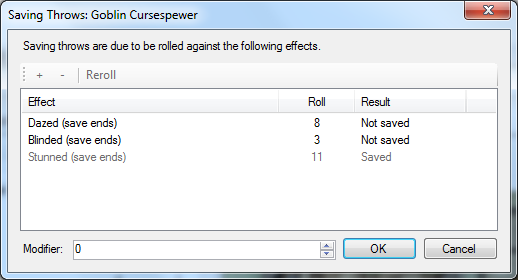 Saving Throws: Goblin Cursespewer
Saving throws are due to be rolled against the following effects.
+ - Reroll
Effect Roll Result
Dazed (save ends) 8 Not saved
Blinded (save ends) 3 Not saved
Stunned (save ends) 11 Saved
Modifier: 0 OK Cancel